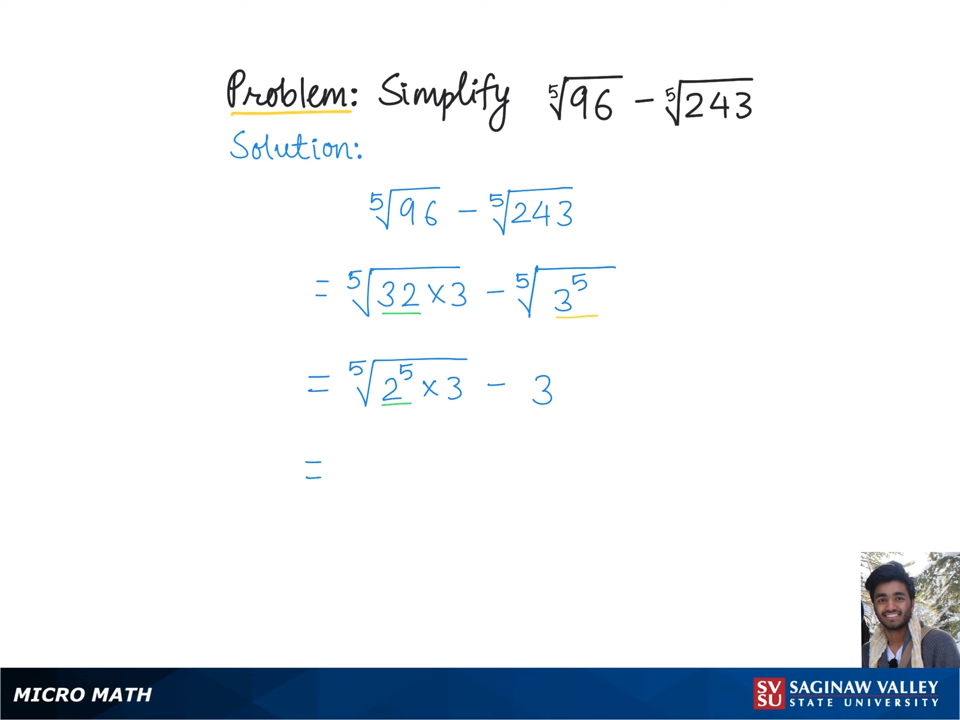 Problem: Simplify ⁵√96 − ⁵√243
Solution:
⁵√96 − ⁵√243
= ⁵√32 × 3 − ⁵√3⁵
= ⁵√2⁵ × 3 − 3
=
MICRO MATH
SV SU SAGINAW VALLEY
STATE UNIVERSITY